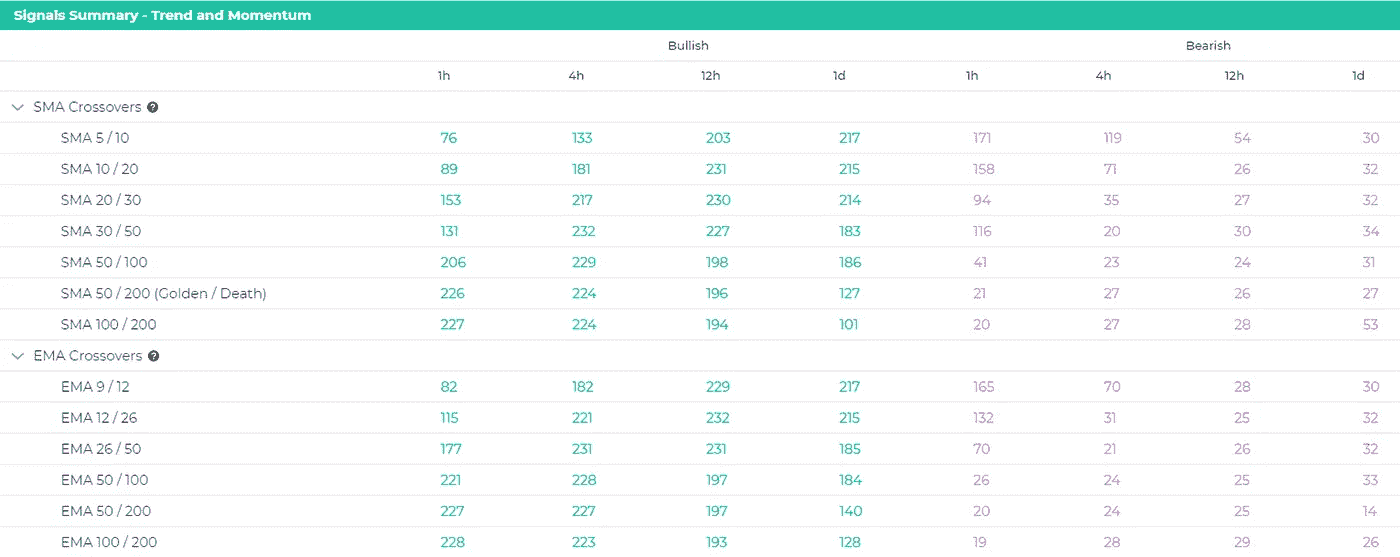 Signals Summary - Trend and Momentum
Bullish Bearish
1h 4h 12h 1d 1h 4h 12h 1d
SMA Crossovers ?
SMA 5 / 10 76 133 203 217 171 119 54 30
SMA 10 / 20 89 181 231 215 158 71 26 32
SMA 20 / 30 153 217 230 214 94 35 27 32
SMA 30 / 50 131 232 227 183 116 20 30 34
SMA 50 / 100 206 229 198 186 41 23 24 31
SMA 50 / 200 (Golden / Death) 226 224 196 127 21 27 26 27
SMA 100 / 200 227 224 194 101 20 27 28 53
EMA Crossovers ?
EMA 9 / 12 82 182 229 217 165 70 28 30
EMA 12 / 26 115 221 232 215 132 31 25 32
EMA 26 / 50 177 231 231 185 70 21 26 32
EMA 50 / 100 221 228 197 184 26 24 25 33
EMA 50 / 200 227 227 197 140 20 24 25 14
EMA 100 / 200 228 223 193 128 19 28 29 26